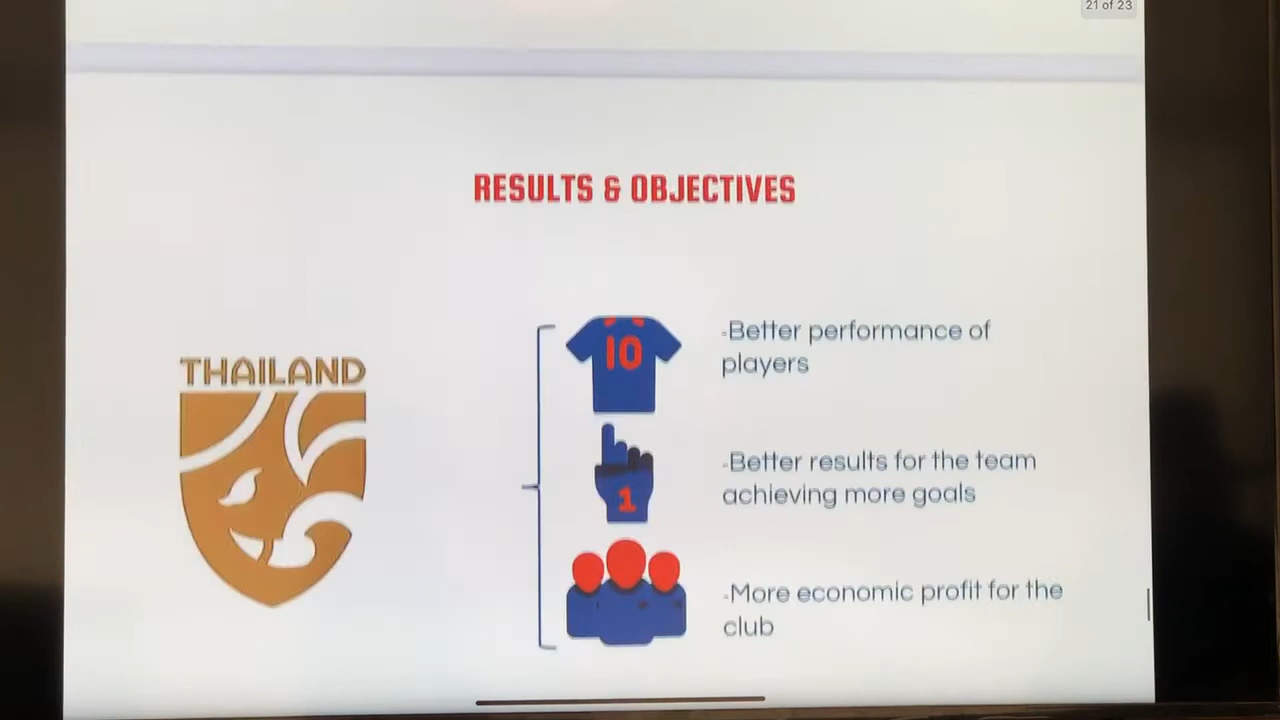 21 of 23
RESULTS & OBJECTIVES
THAILAND
10
-Better performance of
players
1
-Better results for the team
achieving more goals
-More economic profit for the
club